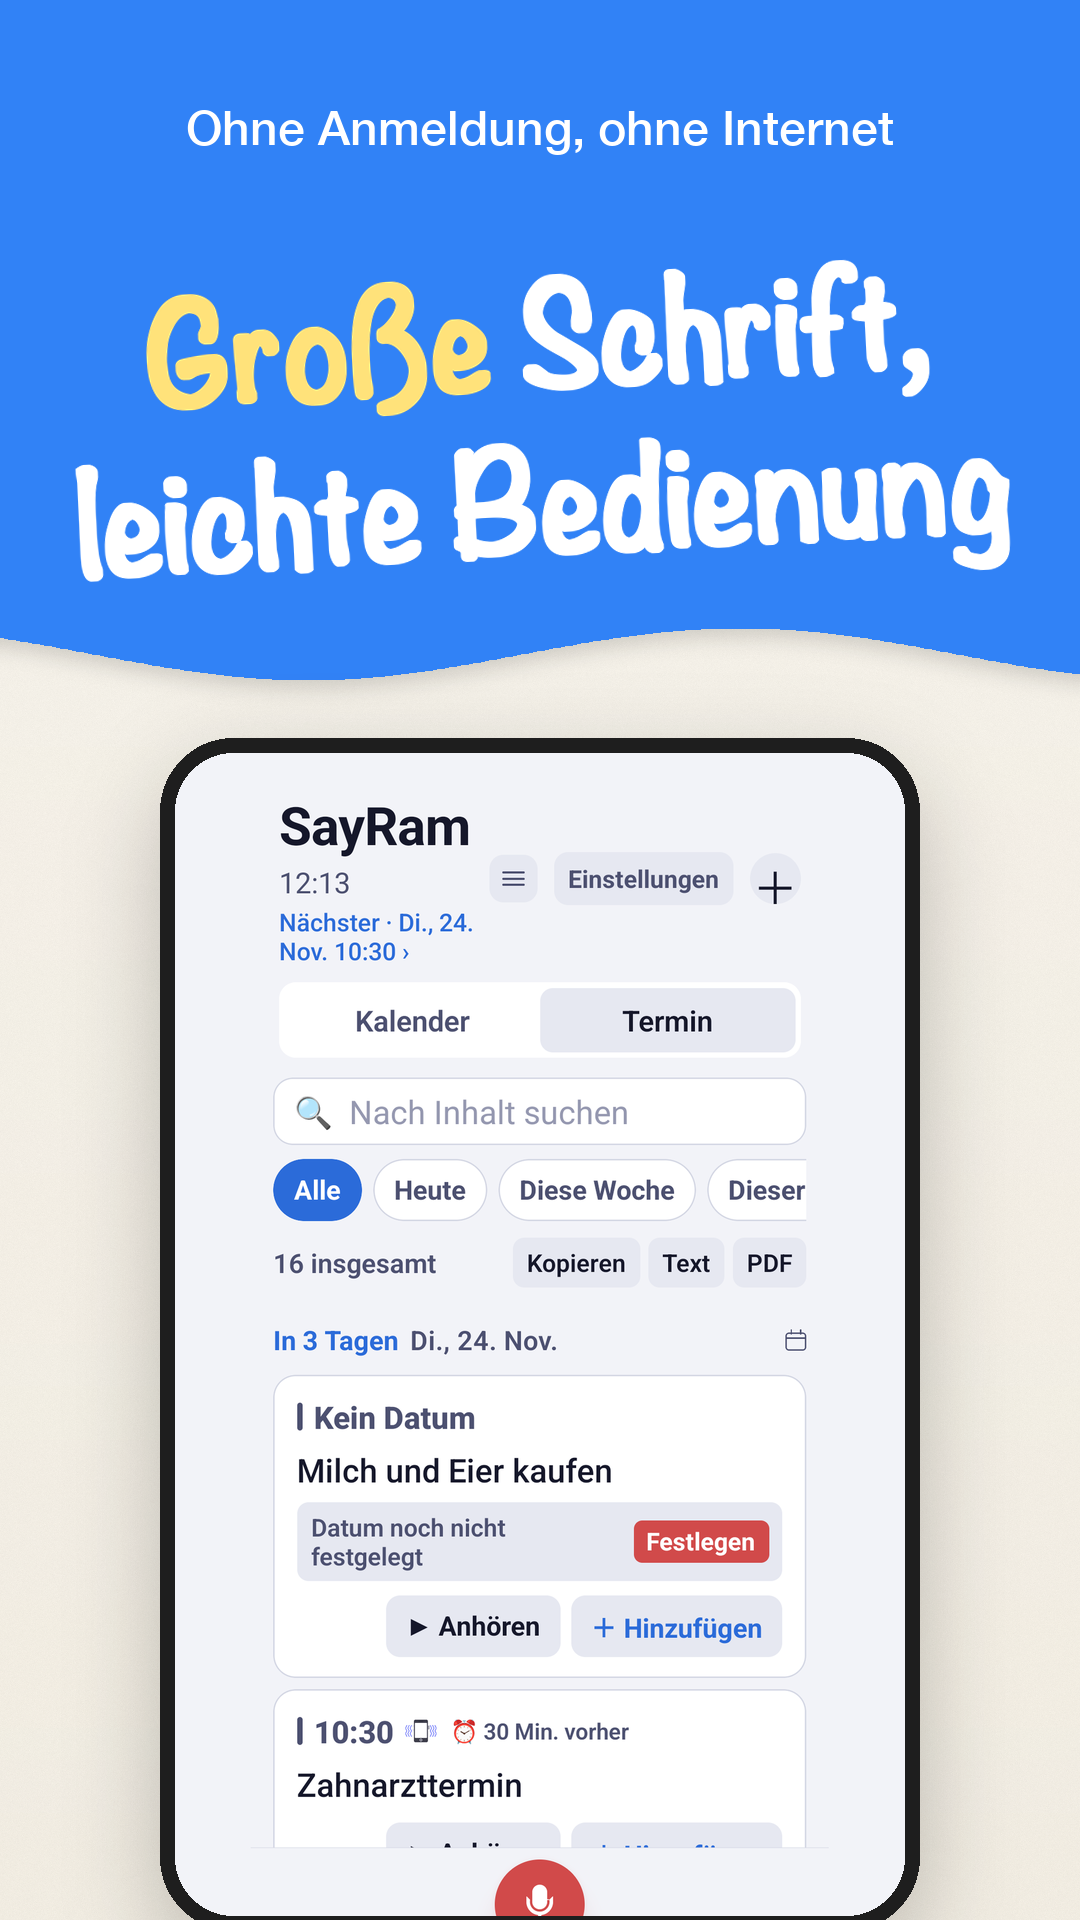 Ohne Anmeldung, ohne Internet
Große Schrift,
leichte Bedienung
SayRam
12:13
Einstellungen
Nächster · Di., 24.
Nov. 10:30 ›
Kalender
Termin
Nach Inhalt suchen
Alle
Heute
Diese Woche
Dieser
16 insgesamt
Kopieren
Text
PDF
In 3 Tagen Di., 24. Nov.
Kein Datum
Milch und Eier kaufen
Datum noch nicht
festgelegt
Festlegen
▶ Anhören
+ Hinzufügen
10:30 ⏰ 30 Min. vorher
Zahnarzttermin